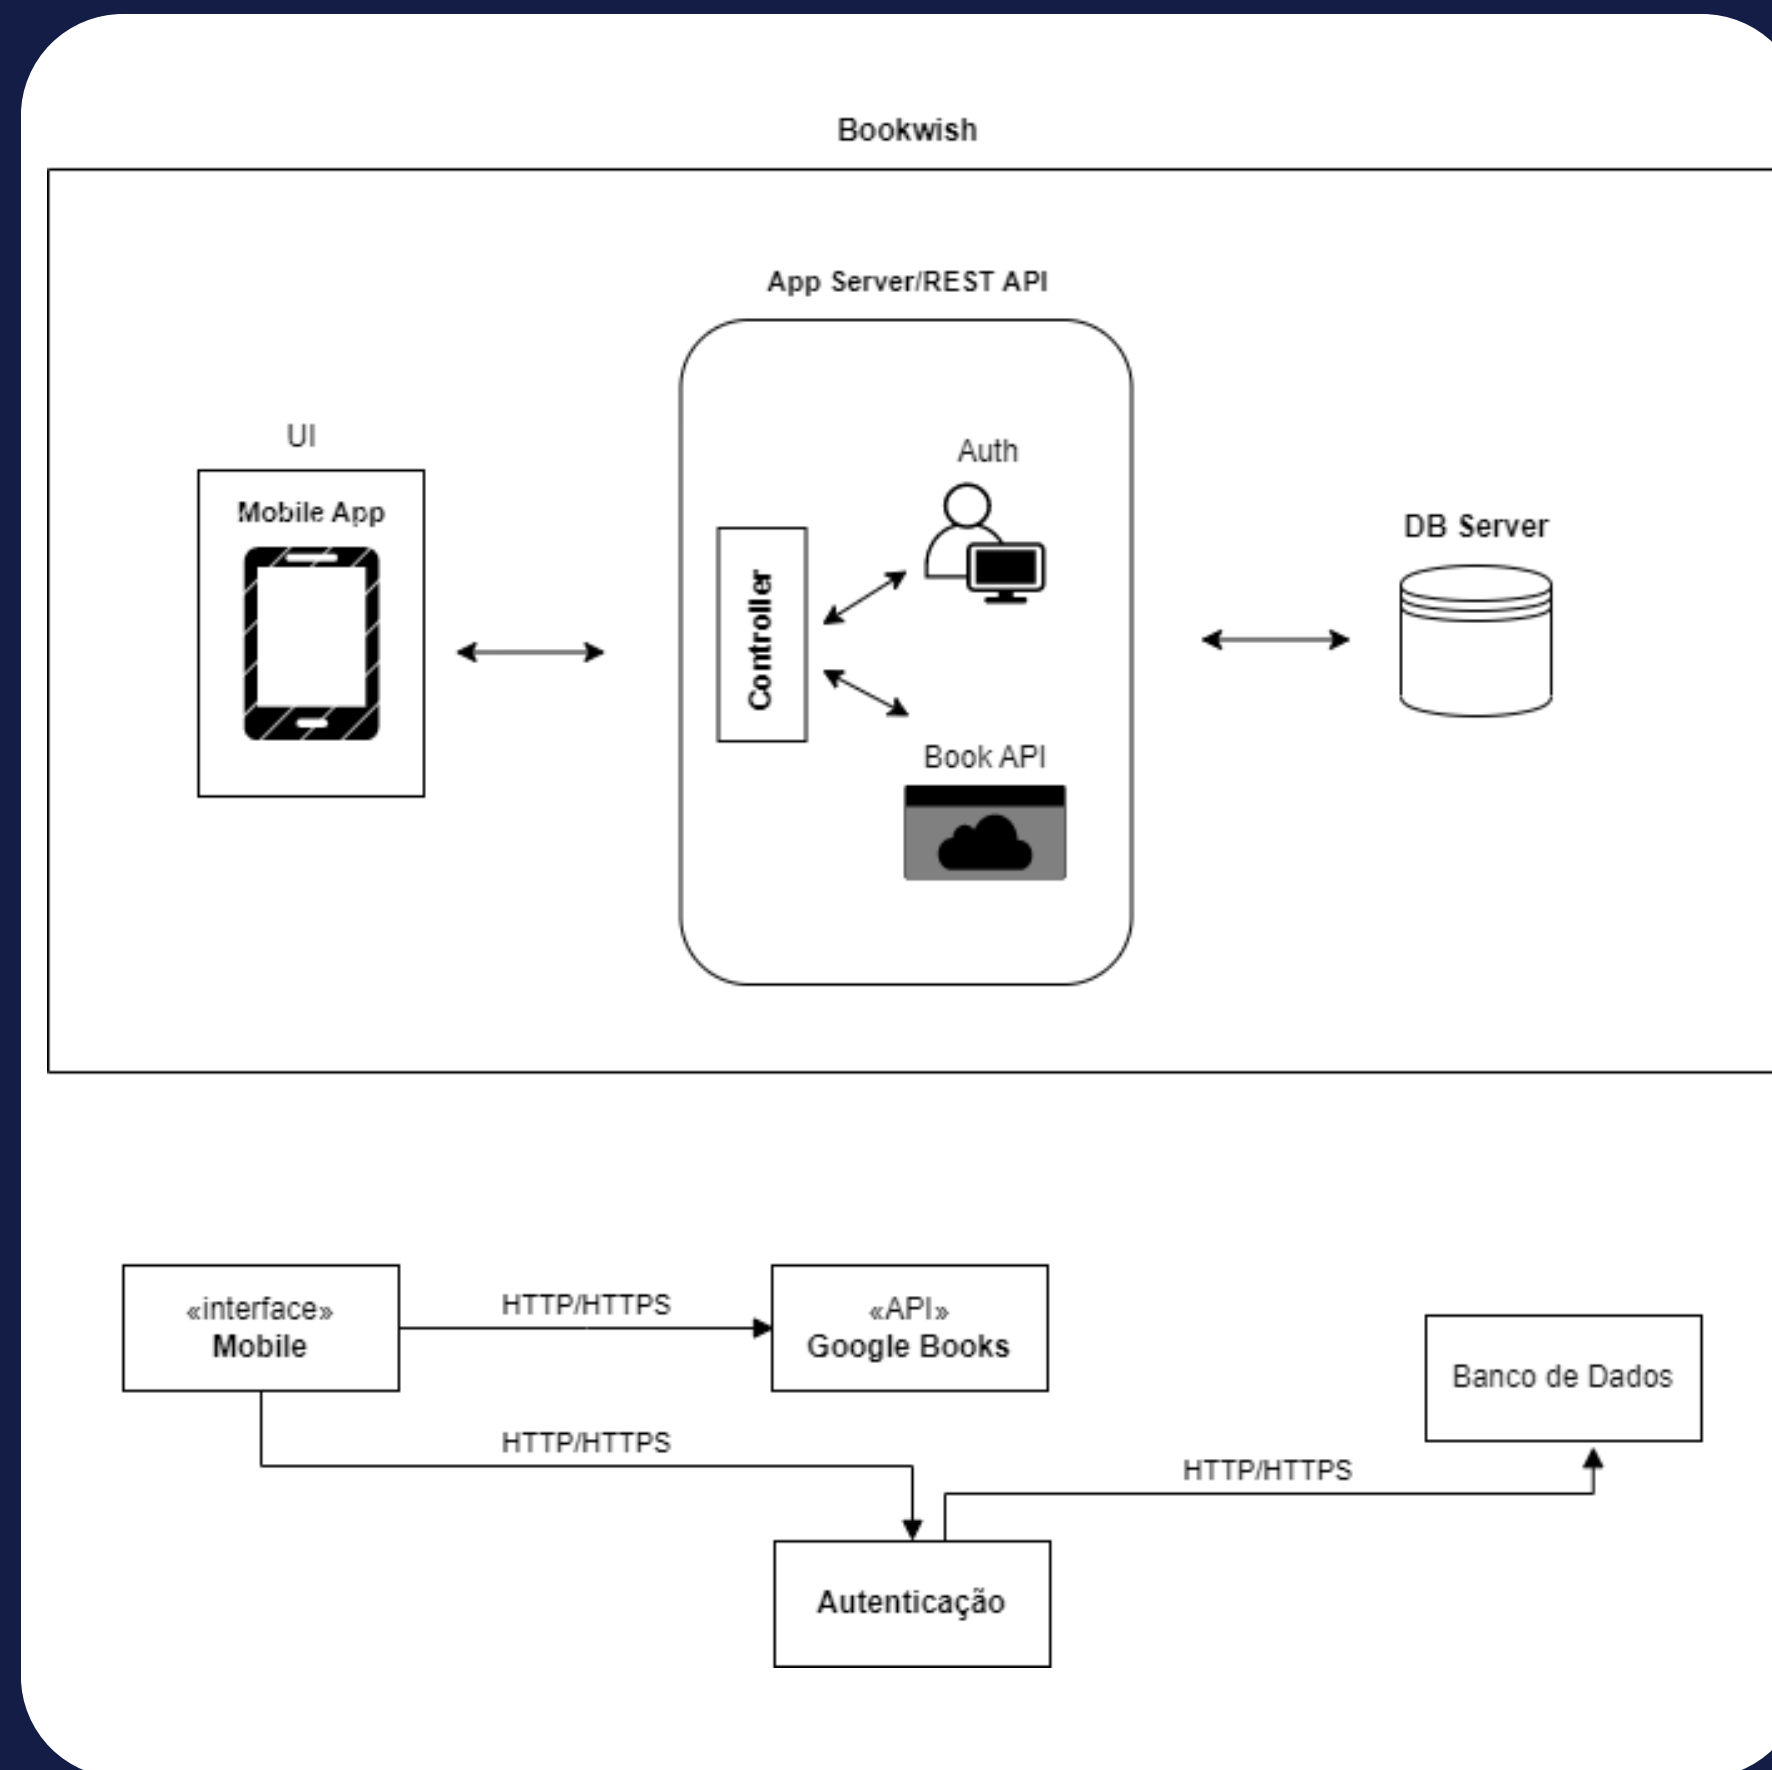 Bookwish
App Server/REST API
UI
Mobile App
Controller
Auth
Book API
DB Server
«interface»
Mobile
HTTP/HTTPS
«API»
Google Books
Banco de Dados
HTTP/HTTPS
HTTP/HTTPS
Autenticação